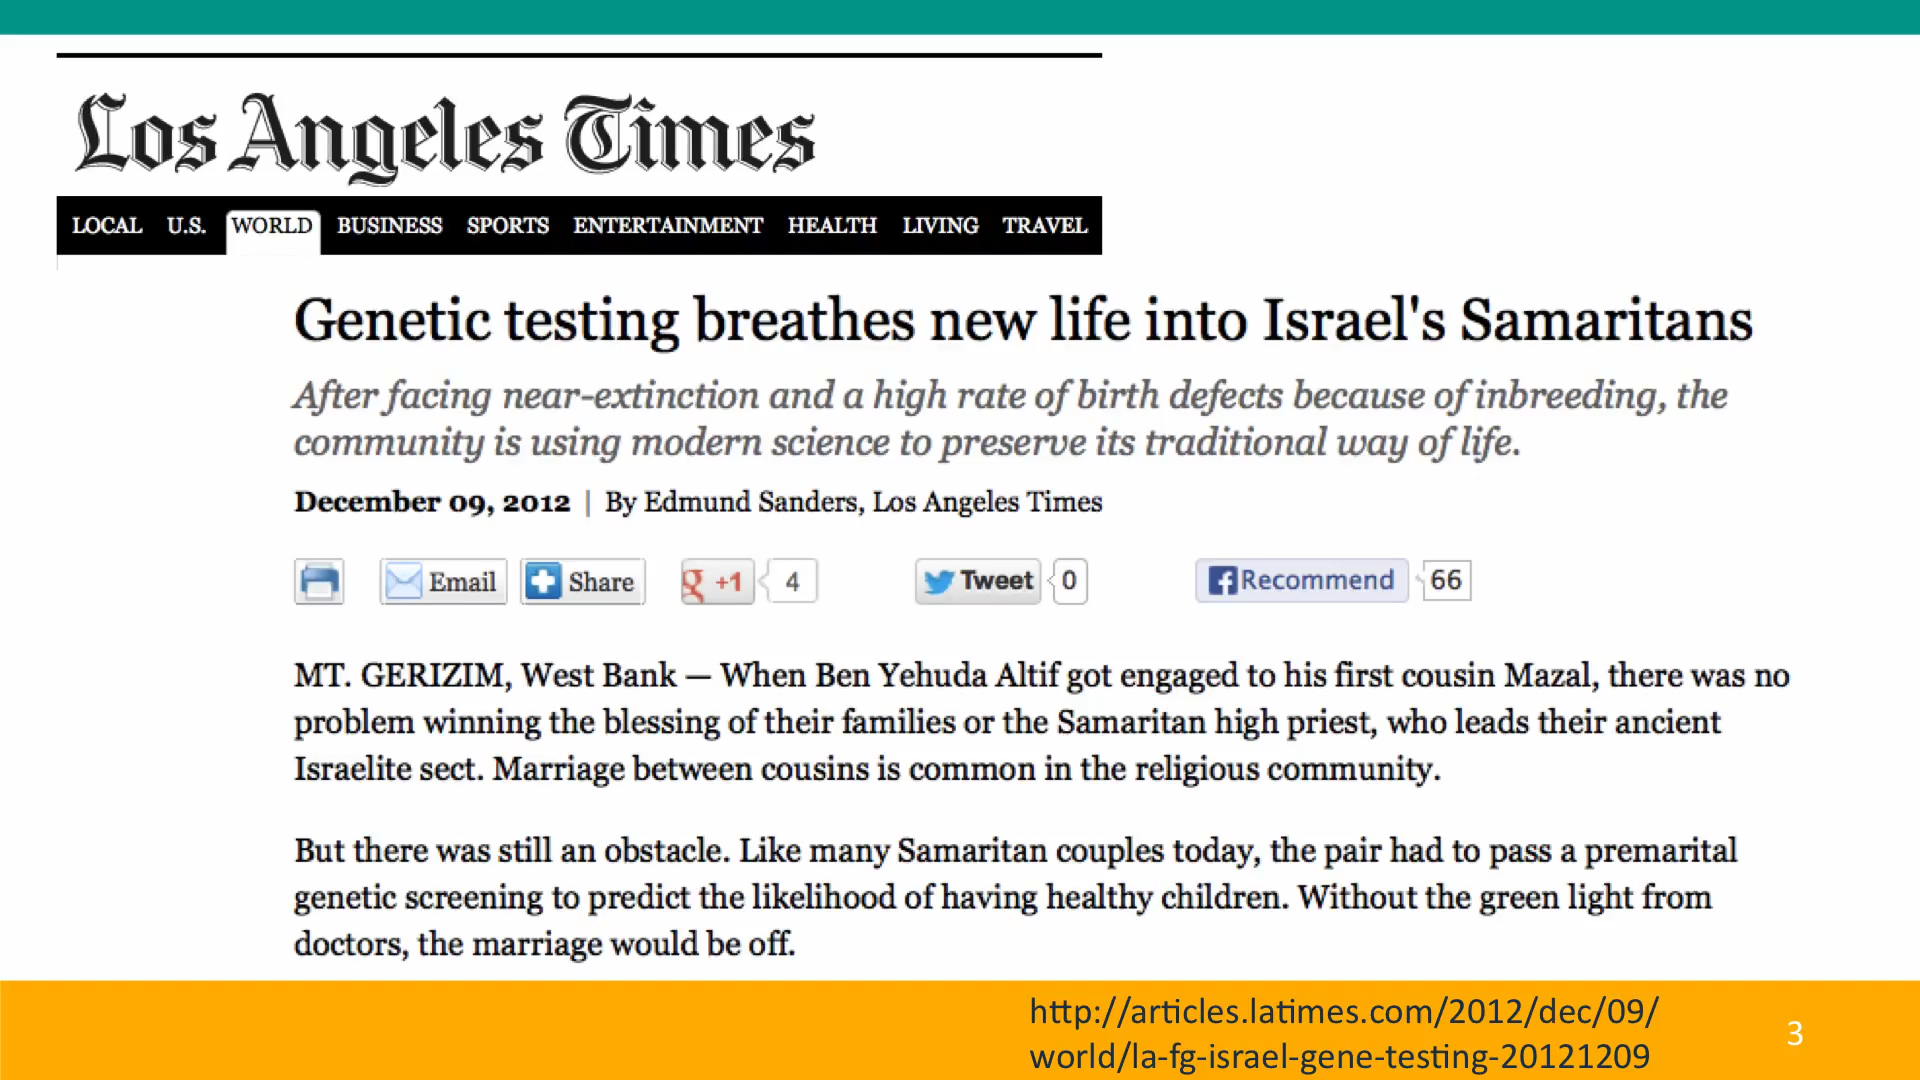 Los Angeles Times
LOCAL U.S. WORLD BUSINESS SPORTS ENTERTAINMENT HEALTH LIVING TRAVEL
Genetic testing breathes new life into Israel's Samaritans
After facing near-extinction and a high rate of birth defects because of inbreeding, the
community is using modern science to preserve its traditional way of life.
December 09, 2012 | By Edmund Sanders, Los Angeles Times
Email Share g +1 4 Tweet 0 f Recommend 66
MT. GERIZIM, West Bank — When Ben Yehuda Altif got engaged to his first cousin Mazal, there was no
problem winning the blessing of their families or the Samaritan high priest, who leads their ancient
Israelite sect. Marriage between cousins is common in the religious community.
But there was still an obstacle. Like many Samaritan couples today, the pair had to pass a premarital
genetic screening to predict the likelihood of having healthy children. Without the green light from
doctors, the marriage would be off.
http://articles.latimes.com/2012/dec/09/
world/la-fg-israel-gene-testing-20121209
3